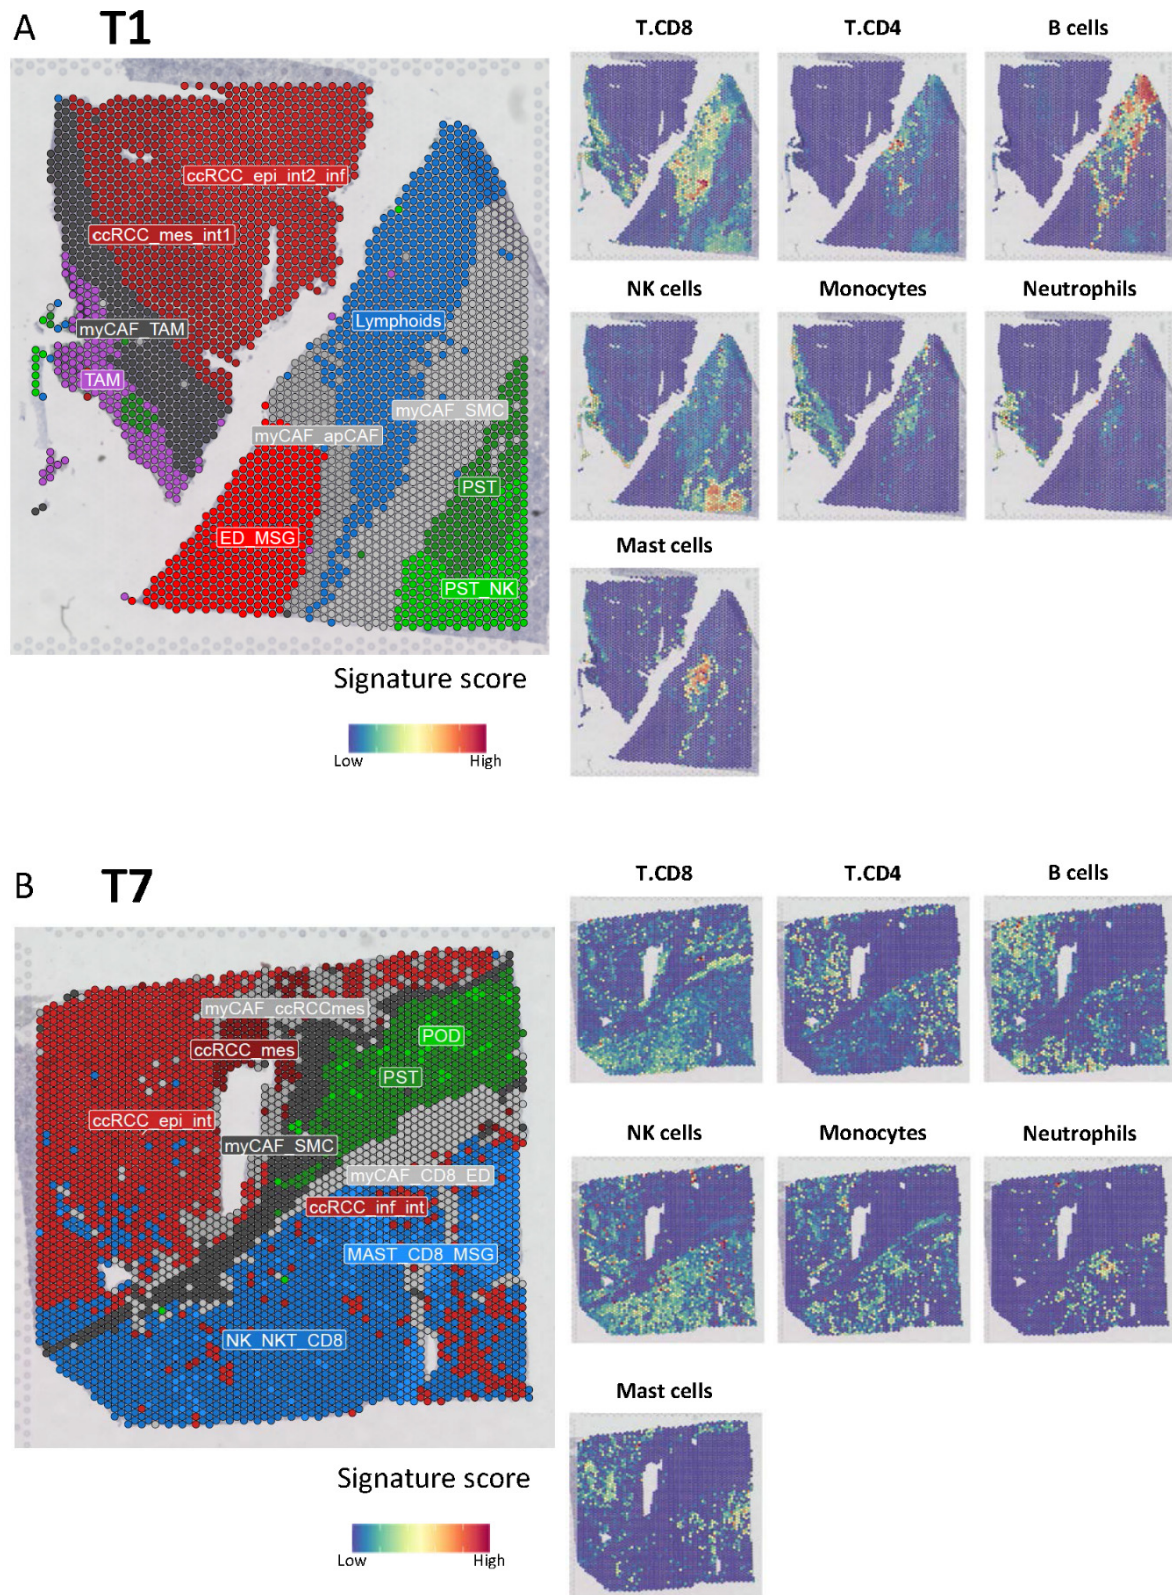 A T1
T.CD8 T.CD4 B cells
ccRCC_epi_int2_inf
ccRCC_mes_int1
NK cells Monocytes Neutrophils
myCAF_TAM
Lymphoids
TAM
myCAF_SMC
myCAF_apCAF
PST
ED_MSG
Mast cells
PST_NK
Signature score
Low High
B T7
T.CD8 T.CD4 B cells
myCAF_ccRCCmes
POD
ccRCC_mes
PST
ccRCC_epi_int
myCAF_SMC
NK cells Monocytes Neutrophils
myCAF_CD8_ED
ccRCC_inf_int
MAST_CD8_MSG
NK_NKT_CD8
Mast cells
Signature score
Low High